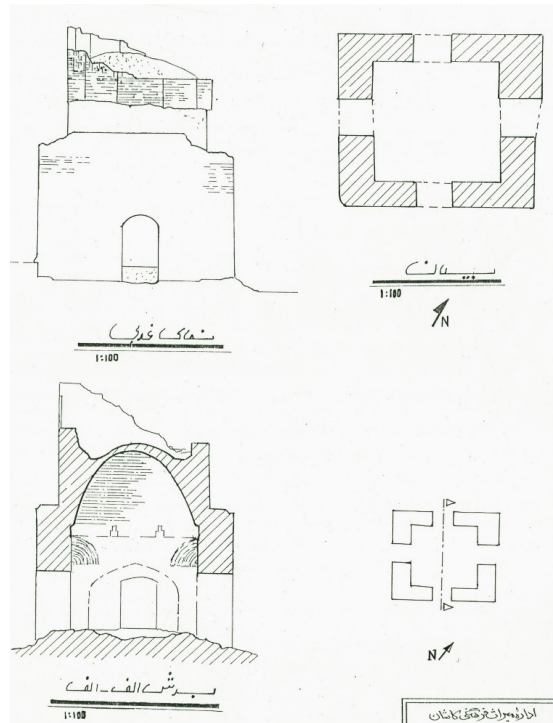 نمای غربی
1:100
پلان
1:100
N
برش الف-الف
1:100
N
اداره میراث فرهنگی کاشان